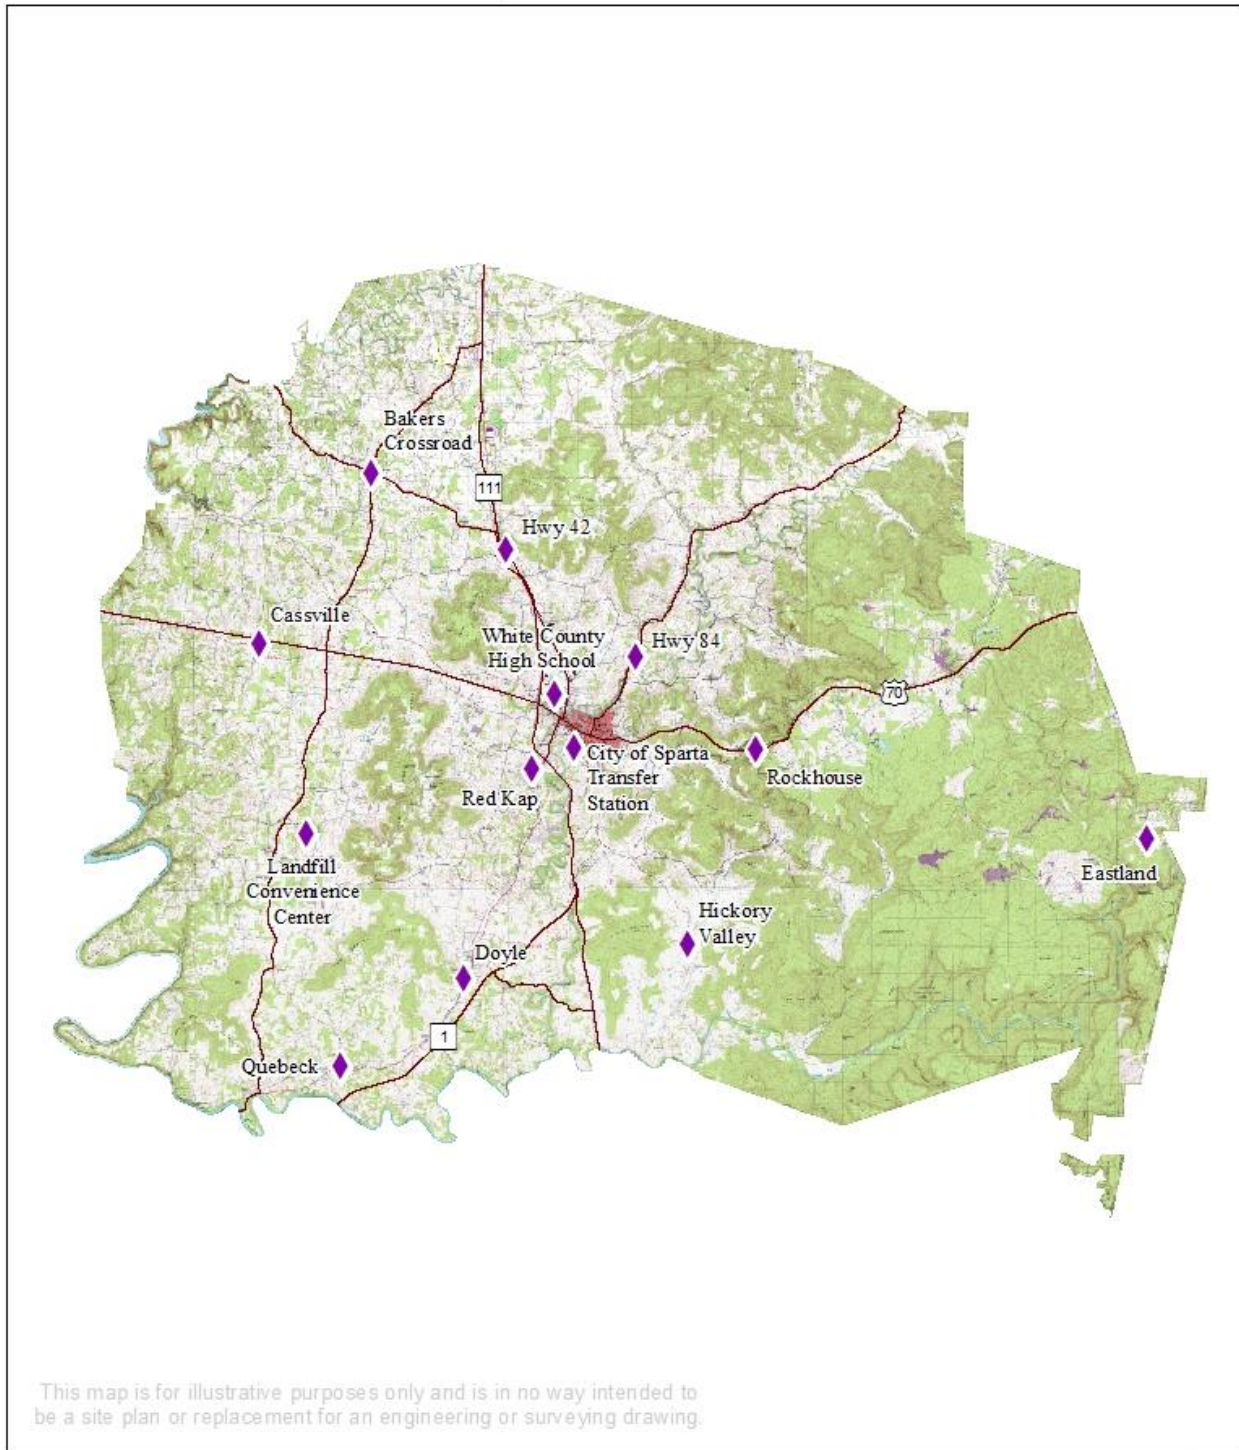 Bakers
Crossroad
111
Hwy 42
Cassville
White County
High School
Hwy 84
70
City of Sparta
Transfer
Station
Rockhouse
Red Kap
Landfill
Convenience
Center
Eastland
Hickory
Valley
Doyle
1
Quebeck
This map is for illustrative purposes only and is in no way intended to
be a site plan or replacement for an engineering or surveying drawing.